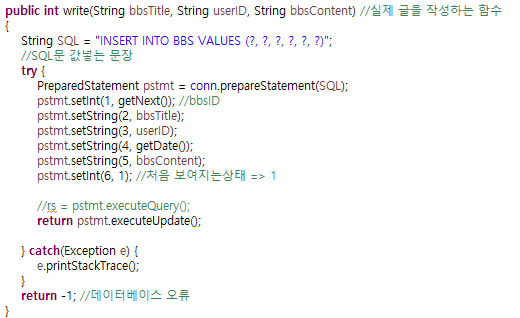 public int write(String bbsTitle, String userID, String bbsContent) //실제 글을 작성하는 함수
{
String SQL = "INSERT INTO BBS VALUES (?, ?, ?, ?, ?, ?)";
//SQL문 값넣는 문장
try {
PreparedStatement pstmt = conn.prepareStatement(SQL);
pstmt.setInt(1, getNext()); //bbsID
pstmt.setString(2, bbsTitle);
pstmt.setString(3, userID);
pstmt.setString(4, getDate());
pstmt.setString(5, bbsContent);
pstmt.setInt(6, 1); //처음 보여지는상태 => 1
//rs = pstmt.executeQuery();
return pstmt.executeUpdate();
} catch(Exception e) {
e.printStackTrace();
}
return -1; //데이터베이스 오류
}